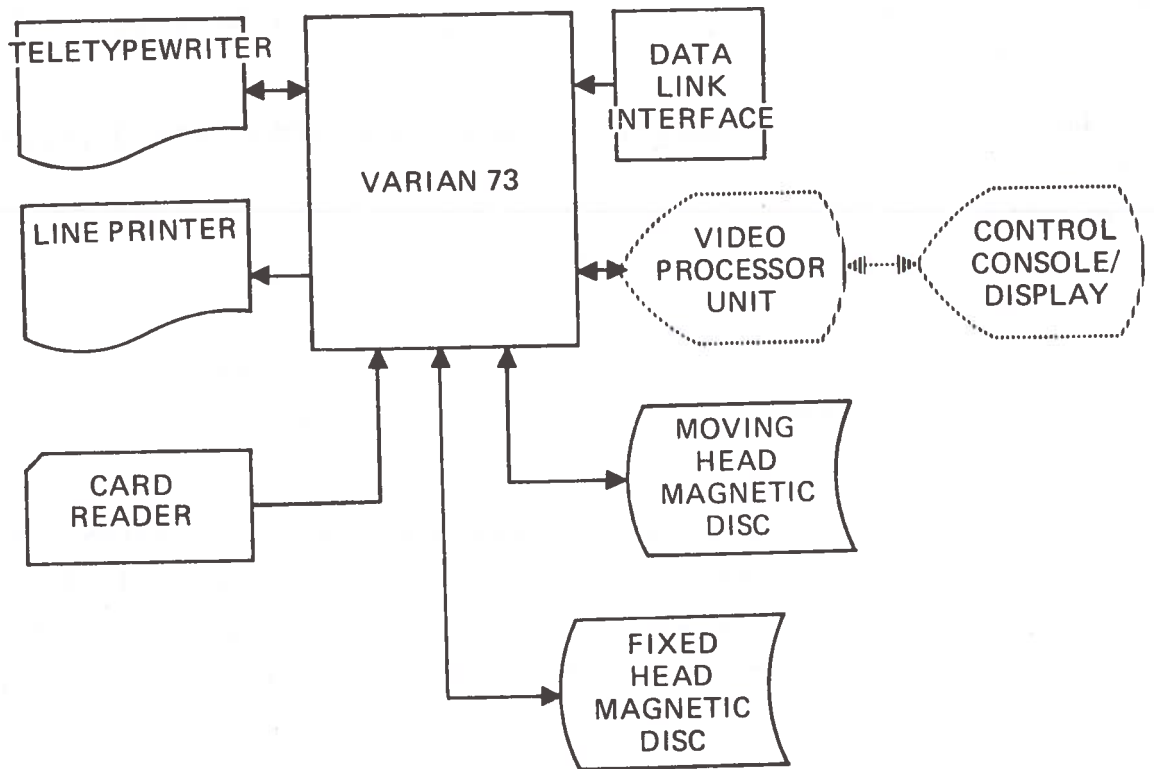 TELETYPEWRITER
VARIAN 73
DATA
LINK
INTERFACE
LINE PRINTER
VIDEO
PROCESSOR
UNIT
CONTROL
CONSOLE/
DISPLAY
CARD
READER
MOVING
HEAD
MAGNETIC
DISC
FIXED
HEAD
MAGNETIC
DISC